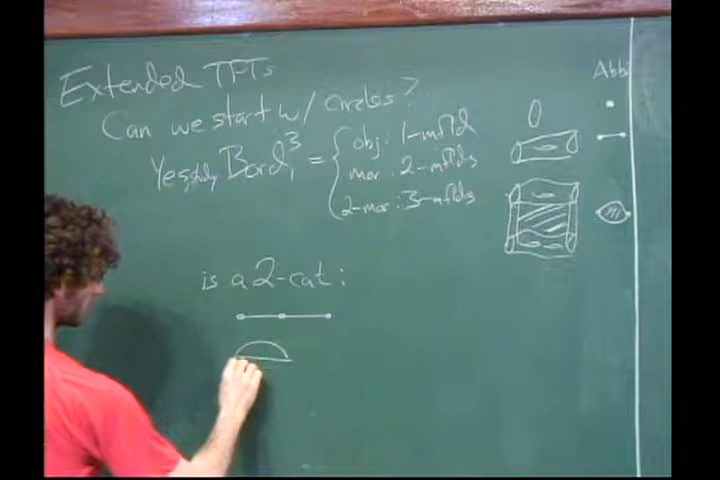 Extended TFTs
Can we start w/ circles?
Yes, study Bord₁³ = { obj: 1-mfld
mor: 2-mflds
2-mor: 3-mflds
is a 2-cat:
Abb